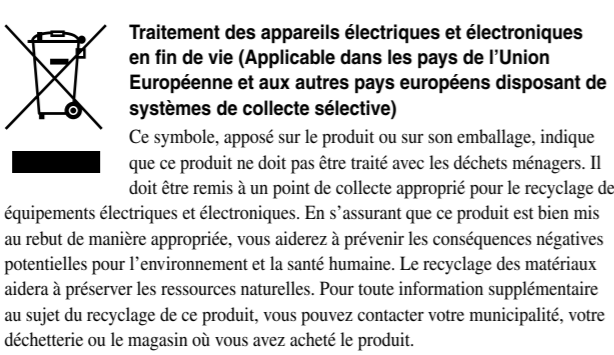 Traitement des appareils électriques et électroniques
en fin de vie (Applicable dans les pays de l’Union
Européenne et aux autres pays européens disposant de
systèmes de collecte sélective)
Ce symbole, apposé sur le produit ou sur son emballage, indique
que ce produit ne doit pas être traité avec les déchets ménagers. Il
doit être remis à un point de collecte approprié pour le recyclage de
équipements électriques et électroniques. En s’assurant que ce produit est bien mis
au rebut de manière appropriée, vous aiderez à prévenir les conséquences négatives
potentielles pour l’environnement et la santé humaine. Le recyclage des matériaux
aidera à préserver les ressources naturelles. Pour toute information supplémentaire
au sujet du recyclage de ce produit, vous pouvez contacter votre municipalité, votre
déchetterie ou le magasin où vous avez acheté le produit.